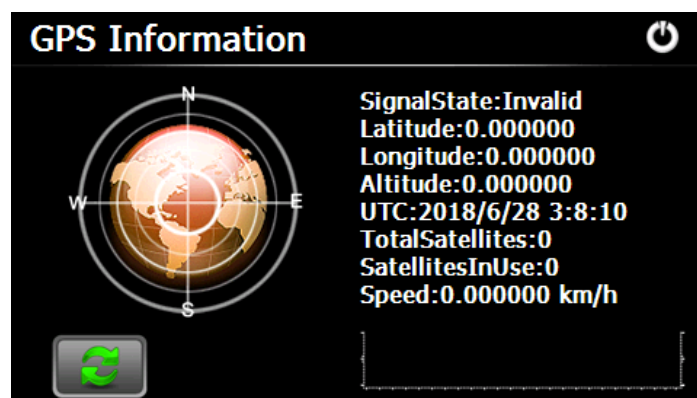 GPS Information
N
W
E
S
SignalState:Invalid
Latitude:0.000000
Longitude:0.000000
Altitude:0.000000
UTC:2018/6/28 3:8:10
TotalSatellites:0
SatellitesInUse:0
Speed:0.000000 km/h